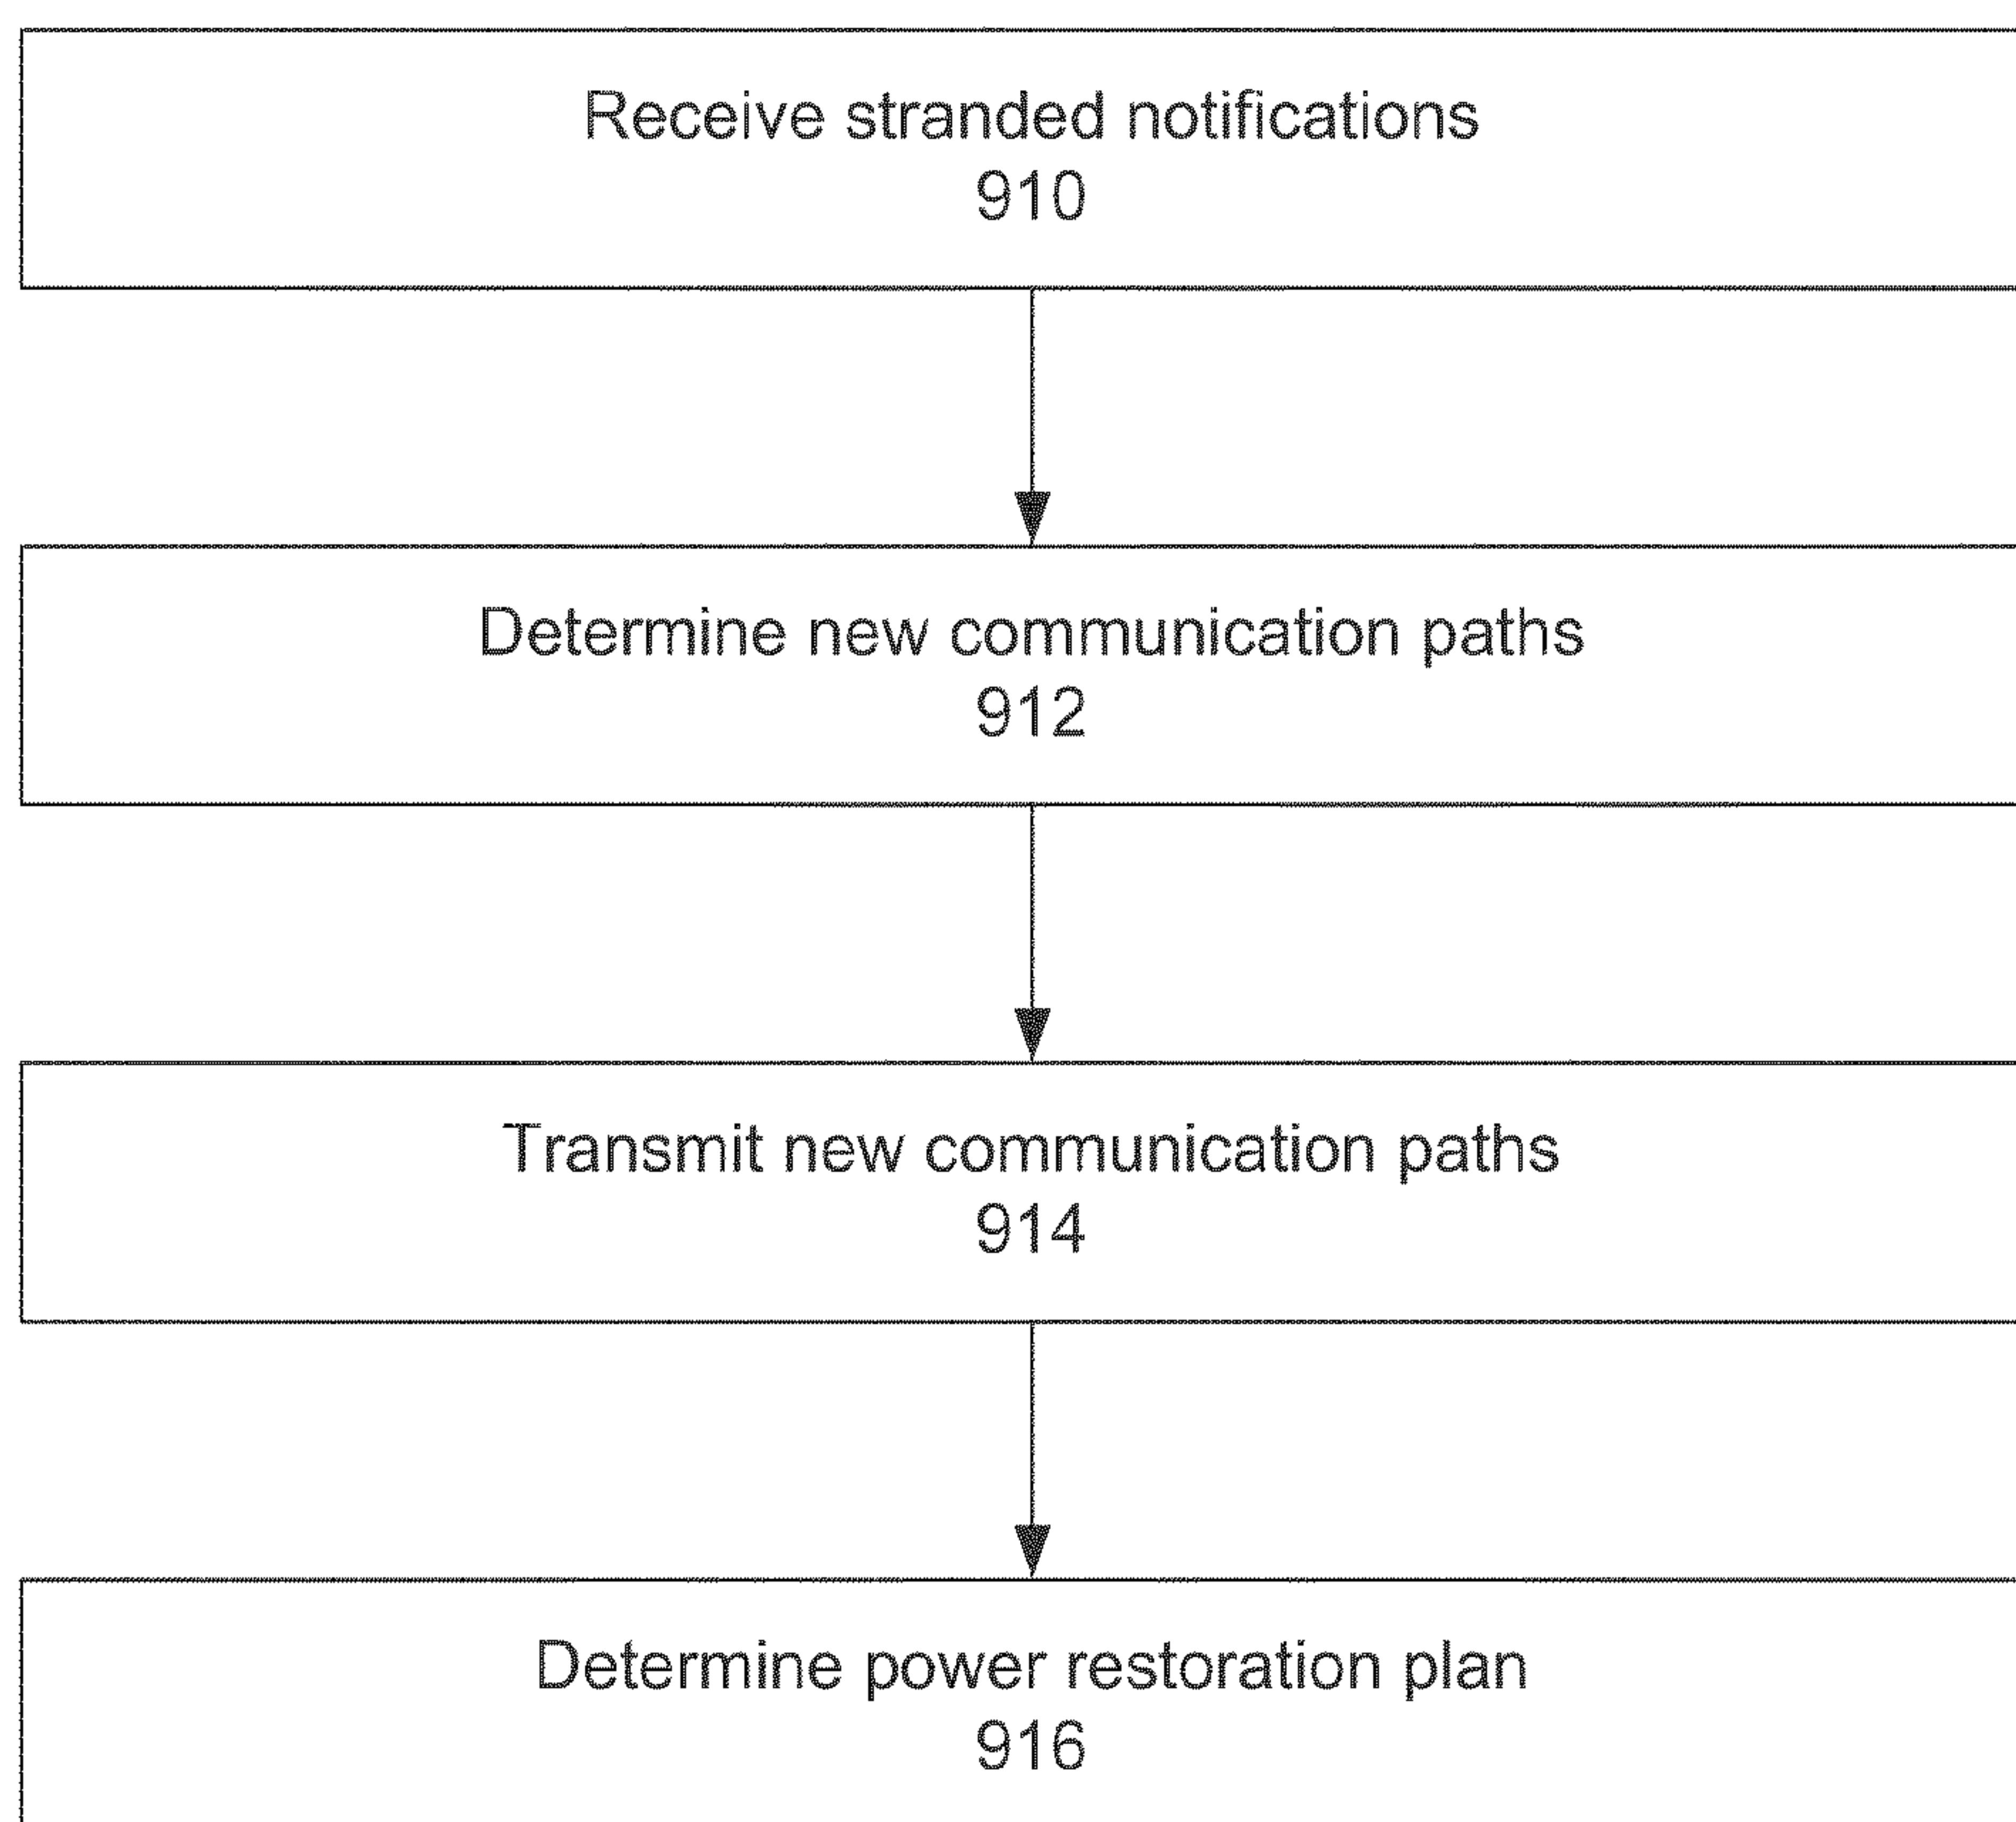 Receive stranded notifications
910
Determine new communication paths
912
Transmit new communication paths
914
Determine power restoration plan
916